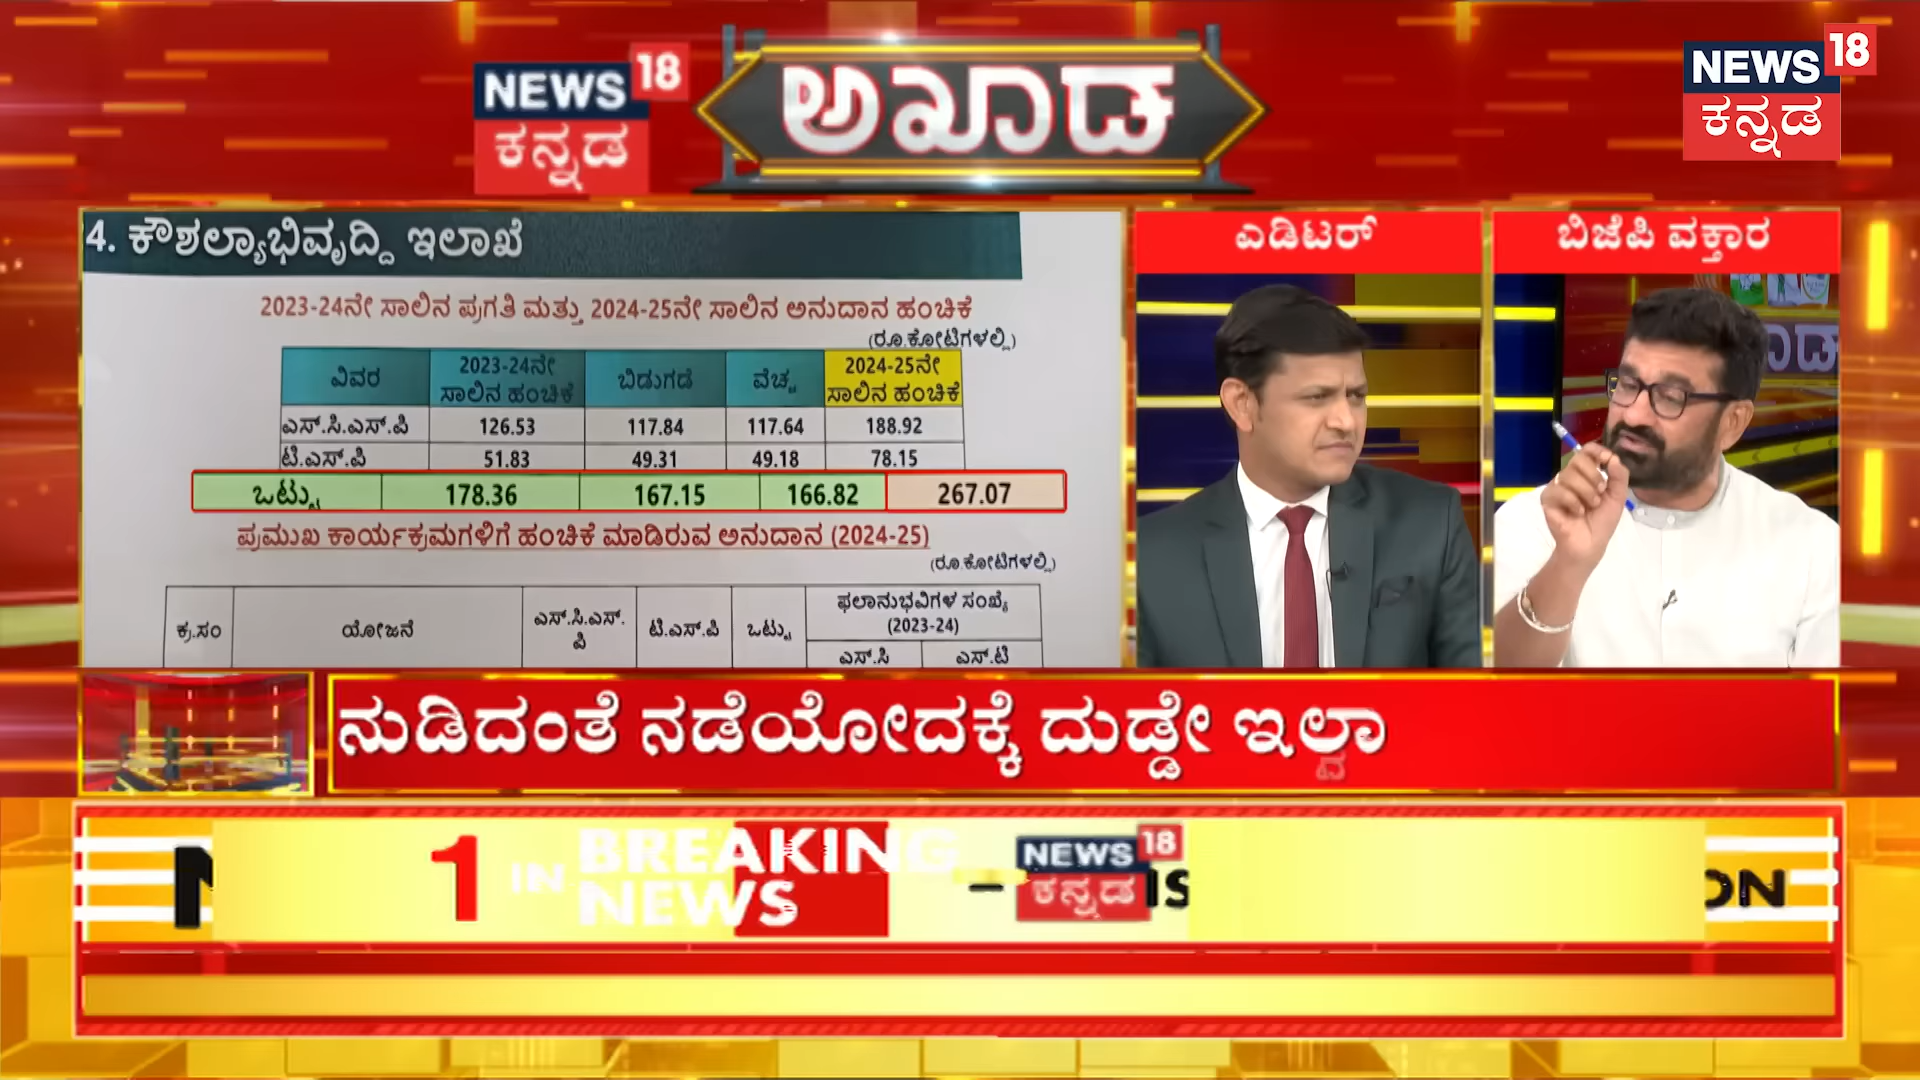 NEWS 18
ಕನ್ನಡ
ಅಖಾಡ
NEWS 18
ಕನ್ನಡ
4. ಕೌಶಲ್ಯಾಭಿವೃದ್ದಿ ಇಲಾಖೆ
2023-24ನೇ ಸಾಲಿನ ಪ್ರಗತಿ ಮತ್ತು 2024-25ನೇ ಸಾಲಿನ ಅನುದಾನ ಹಂಚಿಕೆ
(ರೂ.ಕೋಟಿಗಳಲ್ಲಿ)
ವಿವರ 2023-24ನೇ ಸಾಲಿನ ಹಂಚಿಕೆ ಬಿಡುಗಡೆ ವೆಚ್ಚ 2024-25ನೇ ಸಾಲಿನ ಹಂಚಿಕೆ
ಎಸ್.ಸಿ.ಎಸ್.ಪಿ 126.53 117.84 117.64 188.92
ಟಿ.ಎಸ್.ಪಿ 51.83 49.31 49.18 78.15
ಒಟ್ಟು 178.36 167.15 166.82 267.07
ಪ್ರಮುಖ ಕಾರ್ಯಕ್ರಮಗಳಿಗೆ ಹಂಚಿಕೆ ಮಾಡಿರುವ ಅನುದಾನ (2024-25)
(ರೂ.ಕೋಟಿಗಳಲ್ಲಿ)
ಕ್ರ.ಸಂ ಯೋಜನೆ ಎಸ್.ಸಿ.ಎಸ್.ಪಿ ಟಿ.ಎಸ್.ಪಿ ಒಟ್ಟು ಫಲಾನುಭವಿಗಳ ಸಂಖ್ಯೆ (2023-24)
ಎಸ್.ಸಿ ಎಸ್.ಟಿ
ಎಡಿಟರ್
ಬಿಜೆಪಿ ವಕ್ತಾರ
ಾಡ
ನುಡಿದಂತೆ ನಡೆಯೋದಕ್ಕೆ ದುಡ್ಡೇ ಇಲ್ವಾ
1 IN BREAKING NEWS
NEWS 18
ಕನ್ನಡ
IS
ON